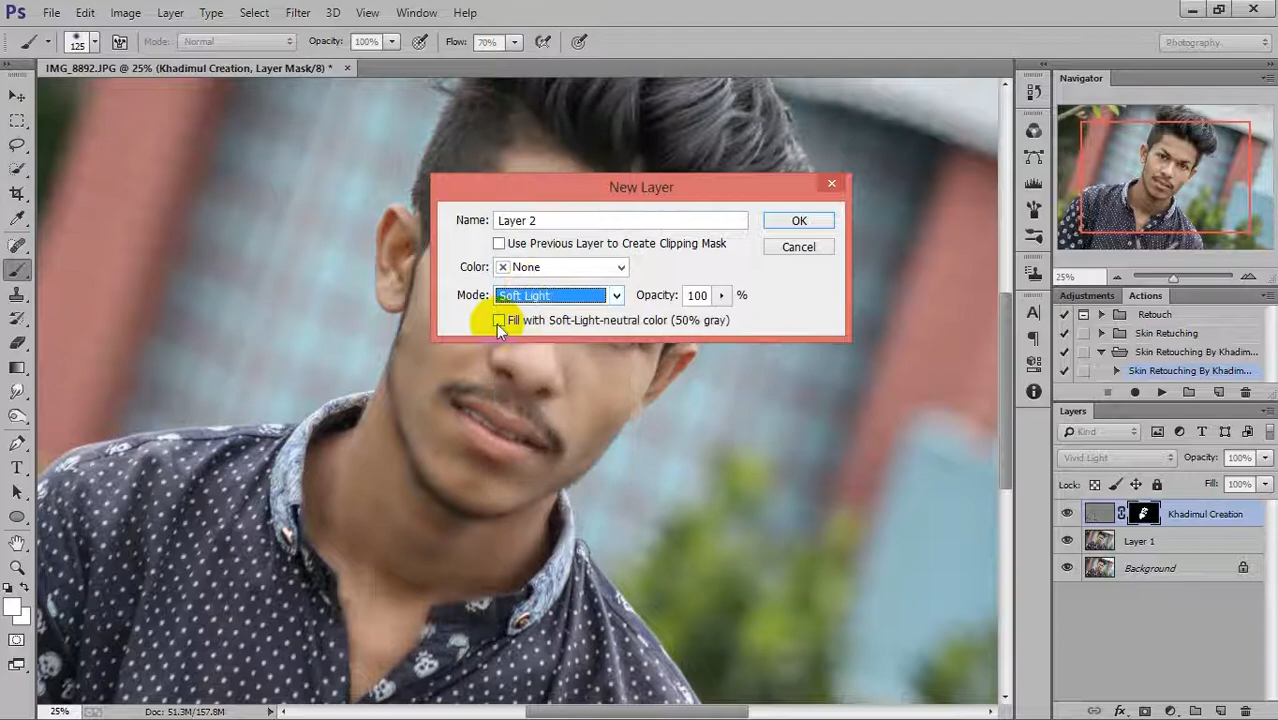 Ps File Edit Image Layer Type Select Filter 3D View Window Help
125 Mode: Normal Opacity: 100% Flow: 70% Photography
IMG_8892.JPG @ 25% (Khadimul Creation, Layer Mask/8) * ×
Navigator
New Layer
Name: Layer 2 OK
Use Previous Layer to Create Clipping Mask Cancel
Color: None
Mode: Soft Light Opacity: 100 %
Fill with Soft-Light-neutral color (50% gray)
25%
Adjustments Actions
Retouch
Skin Retuching
Skin Retouching By Khadim...
Skin Retouching By Khadim...
Layers
Kind
Vivid Light Opacity: 100%
Lock: Fill: 100%
Khadimul Creation
Layer 1
Background
25% Doc: 51.3M/157.8M